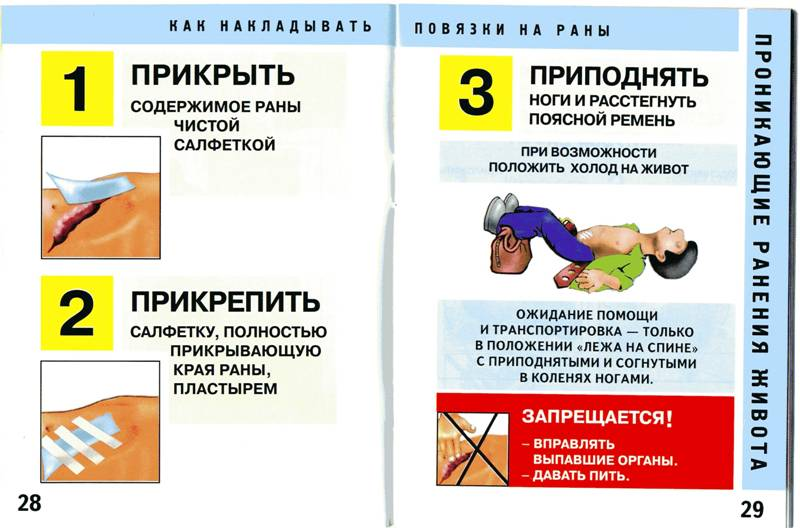 КАК НАКЛАДЫВАТЬ ПОВЯЗКИ НА РАНЫ
1
ПРИКРЫТЬ
СОДЕРЖИМОЕ РАНЫ
ЧИСТОЙ
САЛФЕТКОЙ
2
ПРИКРЕПИТЬ
САЛФЕТКУ, ПОЛНОСТЬЮ
ПРИКРЫВАЮЩУЮ
КРАЯ РАНЫ,
ПЛАСТЫРЕМ
28
3
ПРИПОДНЯТЬ
НОГИ И РАССТЕГНУТЬ
ПОЯСНОЙ РЕМЕНЬ
ПРИ ВОЗМОЖНОСТИ
ПОЛОЖИТЬ ХОЛОД НА ЖИВОТ
ОЖИДАНИЕ ПОМОЩИ
И ТРАНСПОРТИРОВКА — ТОЛЬКО
В ПОЛОЖЕНИИ «ЛЕЖА НА СПИНЕ»
С ПРИПОДНЯТЫМИ И СОГНУТЫМИ
В КОЛЕНЯХ НОГАМИ.
ЗАПРЕЩАЕТСЯ!
– ВПРАВЛЯТЬ
ВЫПАВШИЕ ОРГАНЫ.
– ДАВАТЬ ПИТЬ.
ПРОНИКАЮЩИЕ РАНЕНИЯ ЖИВОТА
29